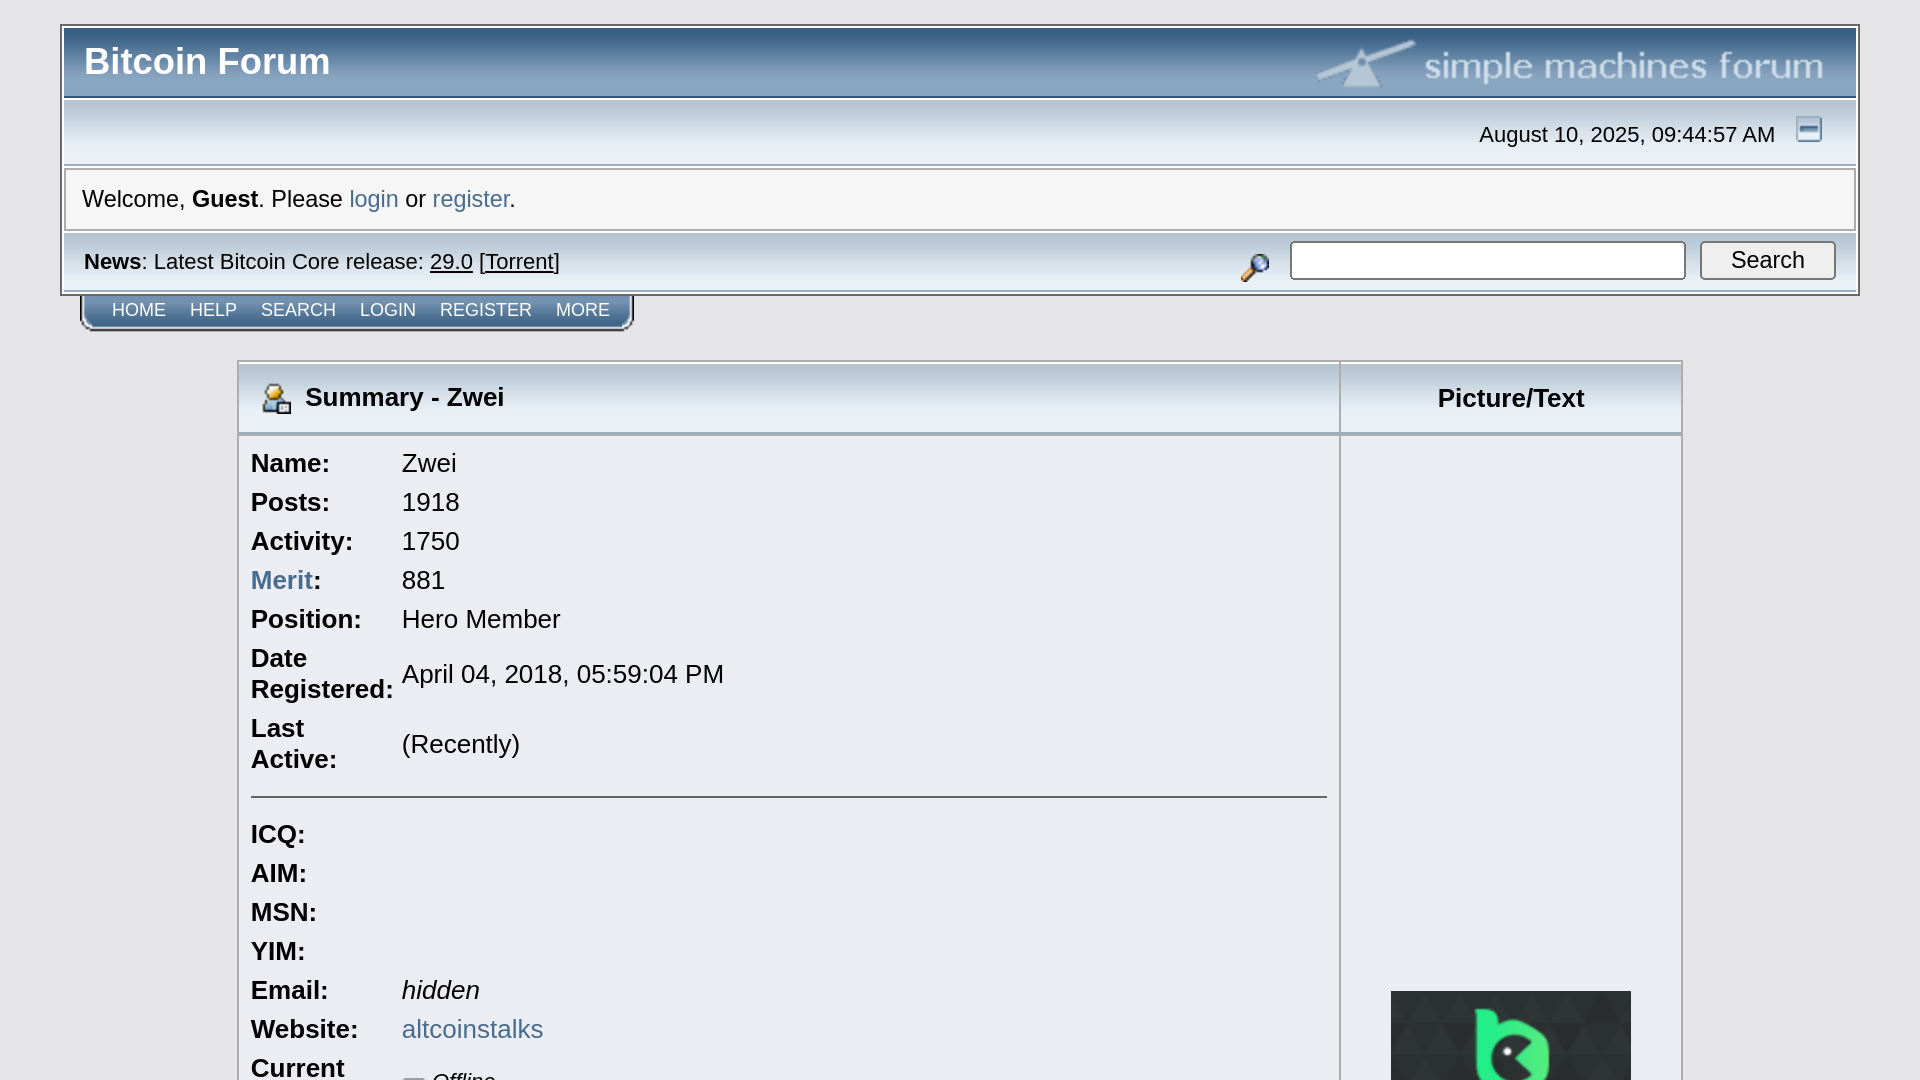 Bitcoin Forum
simple machines forum
August 10, 2025, 09:44:57 AM
Welcome, Guest. Please login or register.
News: Latest Bitcoin Core release: 29.0 [Torrent]
Search
HOME HELP SEARCH LOGIN REGISTER MORE
Summary - Zwei
Picture/Text
Name: Zwei
Posts: 1918
Activity: 1750
Merit: 881
Position: Hero Member
Date
Registered: April 04, 2018, 05:59:04 PM
Last
Active: (Recently)
ICQ:
AIM:
MSN:
YIM:
Email: hidden
Website: altcoinstalks
Current
Offline